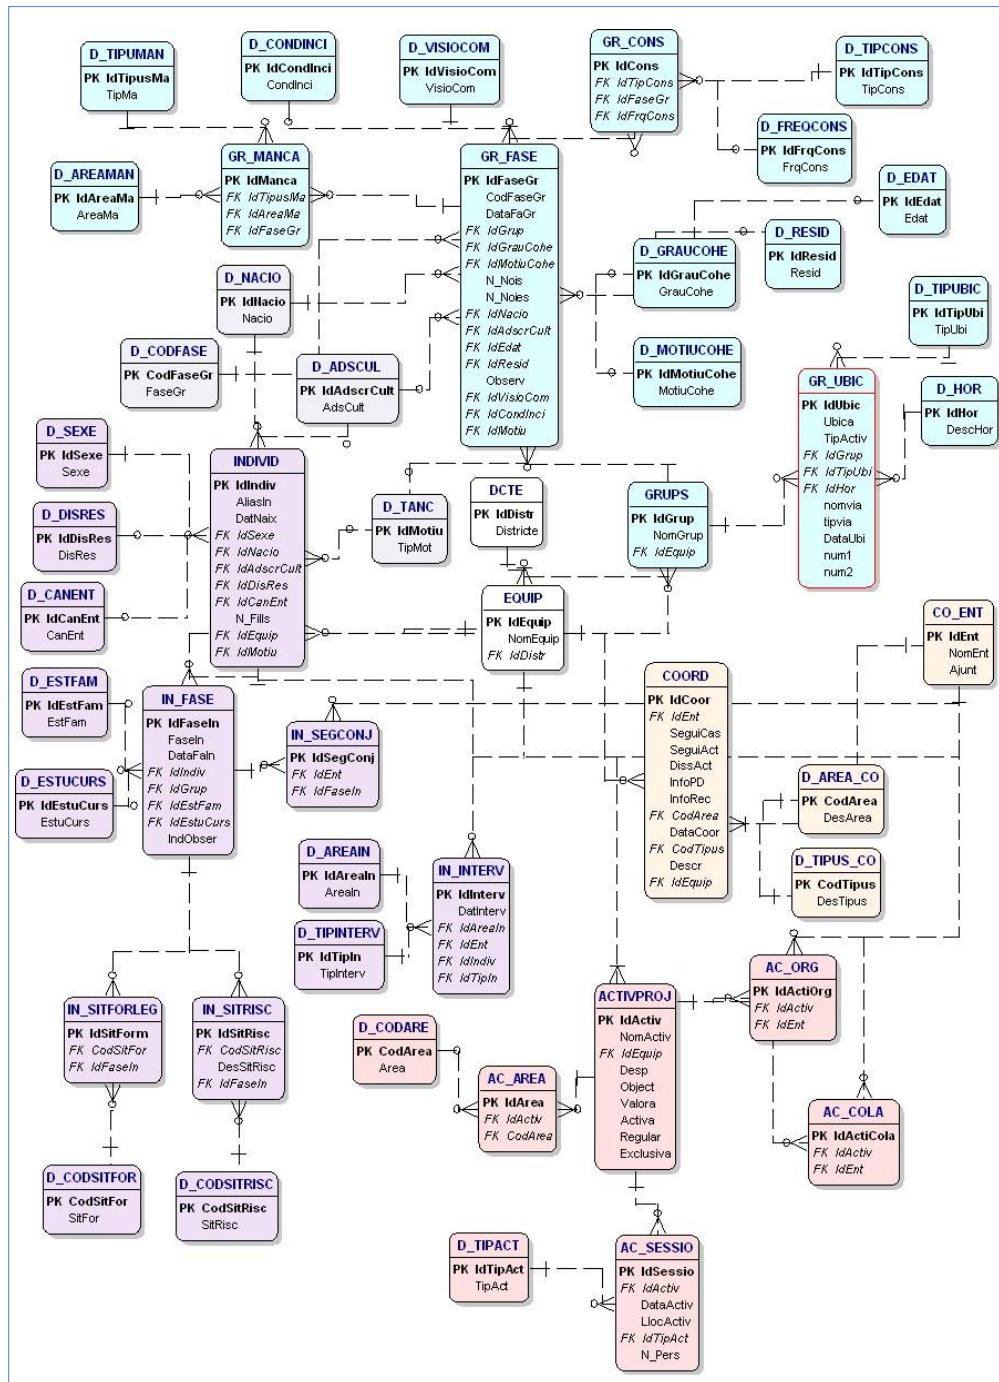 D_TIPUMAN
PK IdTipusMa
TipMa
D_CONDINCI
PK IdCondInci
CondInci
D_VISIOCOM
PK IdVisioCom
VisioCom
GR_CONS
PK IdCons
FK IdTipCons
FK IdFaseGr
FK IdFrqCons
D_TIPCONS
PK IdTipCons
TipCons
D_FREQCONS
PK IdFrqCons
FrqCons
D_AREAMAN
PK IdAreaMa
AreaMa
GR_MANCA
PK IdManca
FK IdTipusMa
FK IdAreaMa
FK IdFaseGr
GR_FASE
PK IdFaseGr
CodFaseGr
DataFaGr
FK IdGrup
FK IdGrauCohe
FK IdMotiuCohe
N_Nois
N_Noies
FK IdNacio
FK IdAdscrCult
FK IdEdat
FK IdResid
Observ
FK IdVisioCom
FK IdCondInci
FK IdMotiu
D_EDAT
PK IdEdat
Edat
D_RESID
PK IdResid
Resid
D_GRAUCOHE
PK IdGrauCohe
GrauCohe
D_NACIO
PK IdNacio
Nacio
D_TIPUBIC
PK IdTipUbi
TipUbi
D_CODFASE
PK CodFaseGr
FaseGr
D_ADSCUL
PK IdAdscrCult
AdsCult
D_MOTIUCOHE
PK IdMotiuCohe
MotiuCohe
GR_UBIC
PK IdUbic
Ubica
TipActiv
FK IdGrup
FK IdTipUbi
FK IdHor
nomvia
tipvia
DataUbi
num1
num2
D_HOR
PK IdHor
DescHor
D_SEXE
PK IdSexe
Sexe
INDIVID
PK IdIndiv
AliasIn
DatNaix
FK IdSexe
FK IdNacio
FK IdAdscrCult
FK IdDisRes
FK IdCanEnt
N_Fills
FK IdEquip
FK IdMotiu
D_DISRES
PK IdDisRes
DisRes
D_TANC
PK IdMotiu
TipMot
DCTE
PK IdDistr
Districte
GRUPS
PK IdGrup
NomGrup
FK IdEquip
D_CANENT
PK IdCanEnt
CanEnt
EQUIP
PK IdEquip
NomEquip
FK IdDistr
CO_ENT
PK IdEnt
NomEnt
Ajunt
D_ESTFAM
PK IdEstFam
EstFam
IN_FASE
PK IdFaseIn
FaseIn
DataFaIn
FK IdIndiv
FK IdGrup
FK IdEstFam
FK IdEstuCurs
IndObser
COORD
PK IdCoor
FK IdEnt
SeguiCas
SeguiAct
DissAct
InfoPD
InfoRec
FK CodArea
DataCoor
FK CodTipus
Descr
FK IdEquip
IN_SEGCONJ
PK IdSegConj
FK IdEnt
FK IdFaseIn
D_ESTUCURS
PK IdEstuCurs
EstuCurs
D_AREA_CO
PK CodArea
DesArea
D_AREAIN
PK IdAreaIn
AreaIn
IN_INTERV
PK IdInterv
DatInterv
FK IdAreaIn
FK IdEnt
FK IdIndiv
FK IdTipIn
D_TIPUS_CO
PK CodTipus
DesTipus
D_TIPINTERV
PK IdTipIn
TipInterv
AC_ORG
PK IdActiOrg
FK IdActiv
FK IdEnt
IN_SITFORLEG
PK IdSitForm
FK CodSitFor
FK IdFaseIn
IN_SITRISC
PK IdSitRisc
FK CodSitRisc
DesSitRisc
FK IdFaseIn
ACTIVPROJ
PK IdActiv
NomActiv
FK IdEquip
Desp
Object
Valora
Activa
Regular
Exclusiva
D_CODARE
PK CodArea
Area
AC_AREA
PK IdArea
FK IdActiv
FK CodArea
AC_COLA
PK IdActiCola
FK IdActiv
FK IdEnt
D_CODSITFOR
PK CodSitFor
SitFor
D_CODSITRISC
PK CodSitRisc
SitRisc
D_TIPACT
PK IdTipAct
TipAct
AC_SESSIO
PK IdSessio
FK IdActiv
DataActiv
LlocActiv
FK IdTipAct
N_Pers